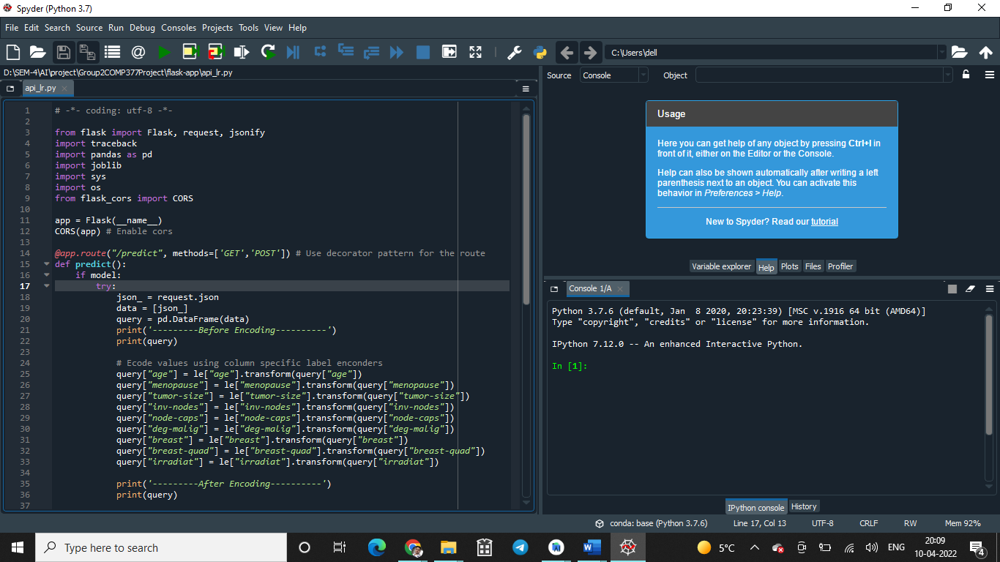 Spyder (Python 3.7)
File Edit Search Source Run Debug Consoles Projects Tools View Help
C:\Users\dell
D:\SEM-4\AI\project\Group2COMP377Project\flask-app\api_lr.py
api_lr.py
1 # -*- coding: utf-8 -*-
2
3 from flask import Flask, request, jsonify
4 import traceback
5 import pandas as pd
6 import joblib
7 import sys
8 import os
9 from flask_cors import CORS
10
11 app = Flask(__name__)
12 CORS(app) # Enable cors
13
14 @app.route("/predict", methods=['GET','POST']) # Use decorator pattern for the route
15 def predict():
16 if model:
17 try:
18 json_ = request.json
19 data = [json_]
20 query = pd.DataFrame(data)
21 print('---------Before Encoding----------')
22 print(query)
23
24 # Ecode values using column specific label enconders
25 query["age"] = le["age"].transform(query["age"])
26 query["menopause"] = le["menopause"].transform(query["menopause"])
27 query["tumor-size"] = le["tumor-size"].transform(query["tumor-size"])
28 query["inv-nodes"] = le["inv-nodes"].transform(query["inv-nodes"])
29 query["node-caps"] = le["node-caps"].transform(query["node-caps"])
30 query["deg-malig"] = le["deg-malig"].transform(query["deg-malig"])
31 query["breast"] = le["breast"].transform(query["breast"])
32 query["breast-quad"] = le["breast-quad"].transform(query["breast-quad"])
33 query["irradiat"] = le["irradiat"].transform(query["irradiat"])
34
35 print('---------After Encoding----------')
36 print(query)
37
Source Console Object
Usage
Here you can get help of any object by pressing Ctrl+I in
front of it, either on the Editor or the Console.
Help can also be shown automatically after writing a left
parenthesis next to an object. You can activate this
behavior in Preferences > Help.
New to Spyder? Read our tutorial
Variable explorer Help Plots Files Profiler
Console 1/A
Python 3.7.6 (default, Jan  8 2020, 20:23:39) [MSC v.1916 64 bit (AMD64)]
Type "copyright", "credits" or "license" for more information.
IPython 7.12.0 -- An enhanced Interactive Python.
In [1]:
IPython console History
conda: base (Python 3.7.6) Line 17, Col 13 UTF-8 CRLF RW Mem 92%
Type here to search
5°C
ENG
20:09
10-04-2022
4